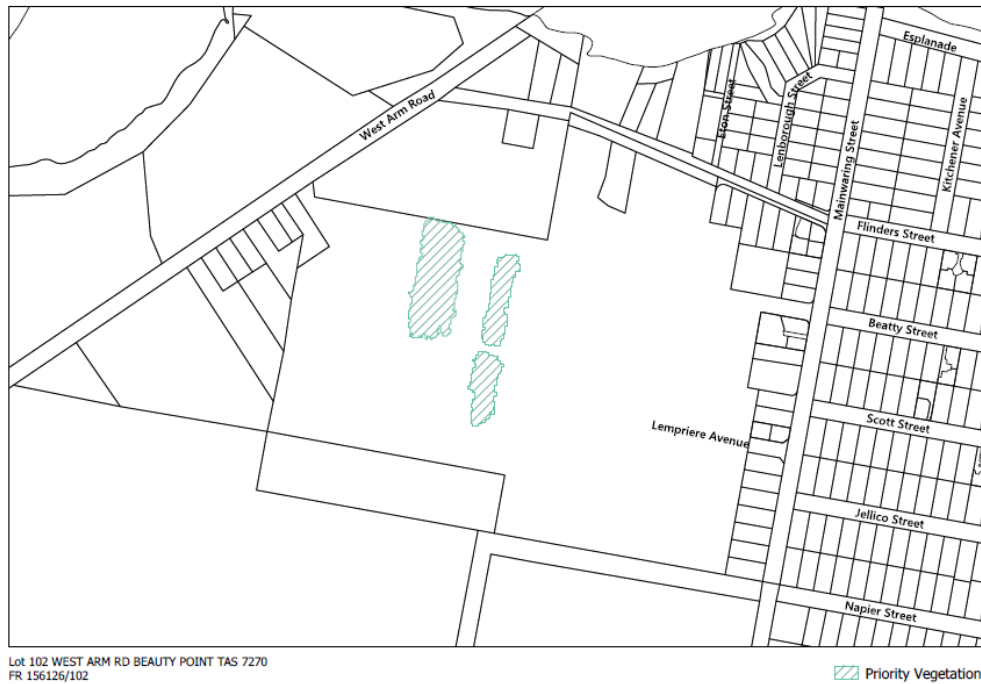 Esplanade
West Arm Road
Eton Street
Lenborough Street
Mainwaring Street
Kitchener Avenue
Flinders Street
Beatty Street
Scott Street
Lempriere Avenue
Jellico Street
Napier Street
Lot 102 WEST ARM RD BEAUTY POINT TAS 7270
FR 156126/102
Priority Vegetation